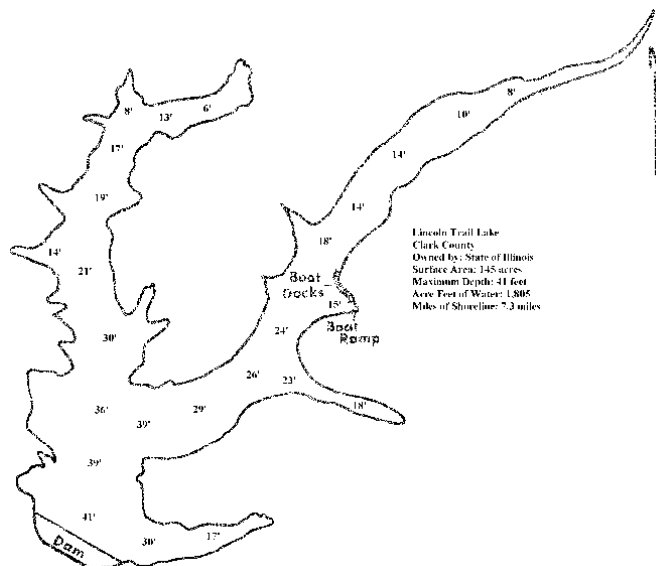 8'
8'
13'
6'
10'
17'
14'
19'
14'
18'
14'
21'
Lincoln Trail Lake
Clark County
Owned by: State of Illinois
Surface Area: 145 acres
Maximum Depth: 41 feet
Acre Feet of Water: 1,805
Miles of Shoreline: 7.3 miles
Boat
Docks
15'
Boat
Ramp
24'
30'
26'
18'
36'
39'
29'
39'
41'
Dam
30'
17'